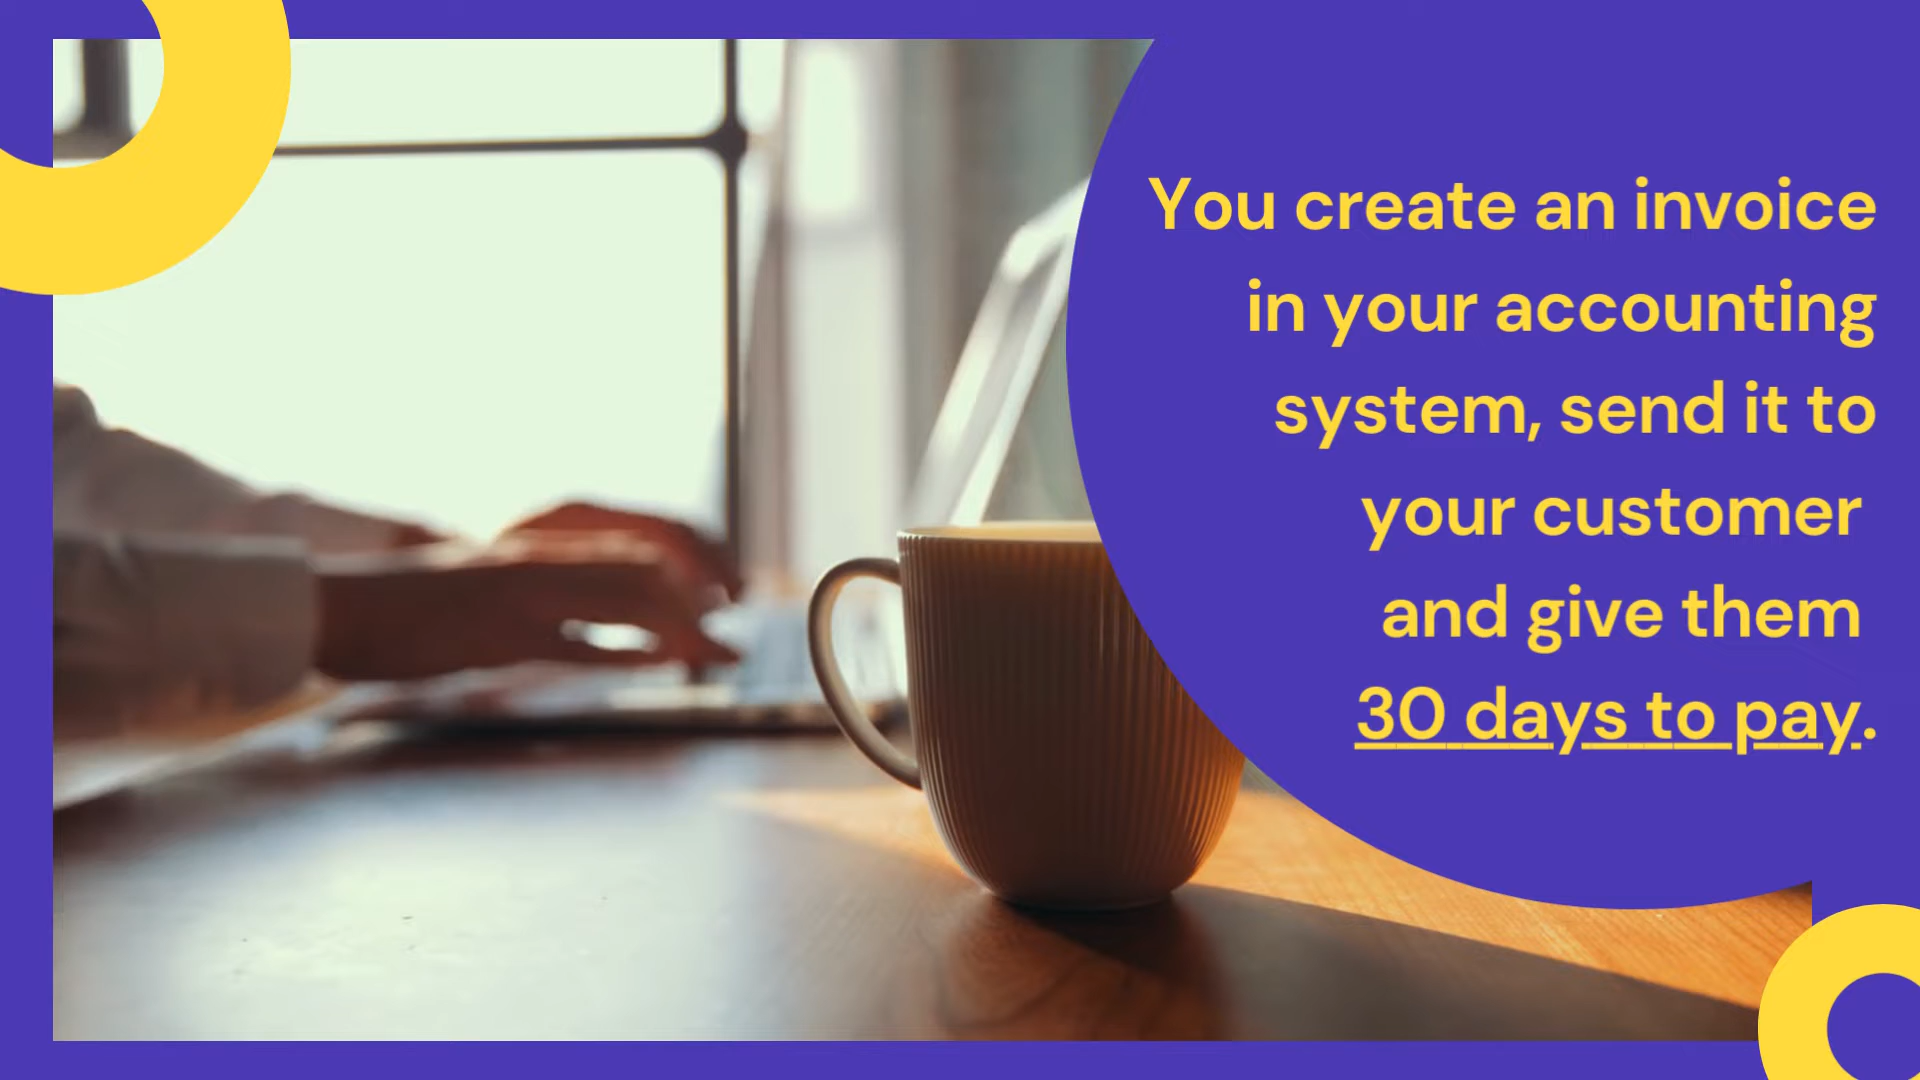 You create an invoice
in your accounting
system, send it to
your customer
and give them
30 days to pay.